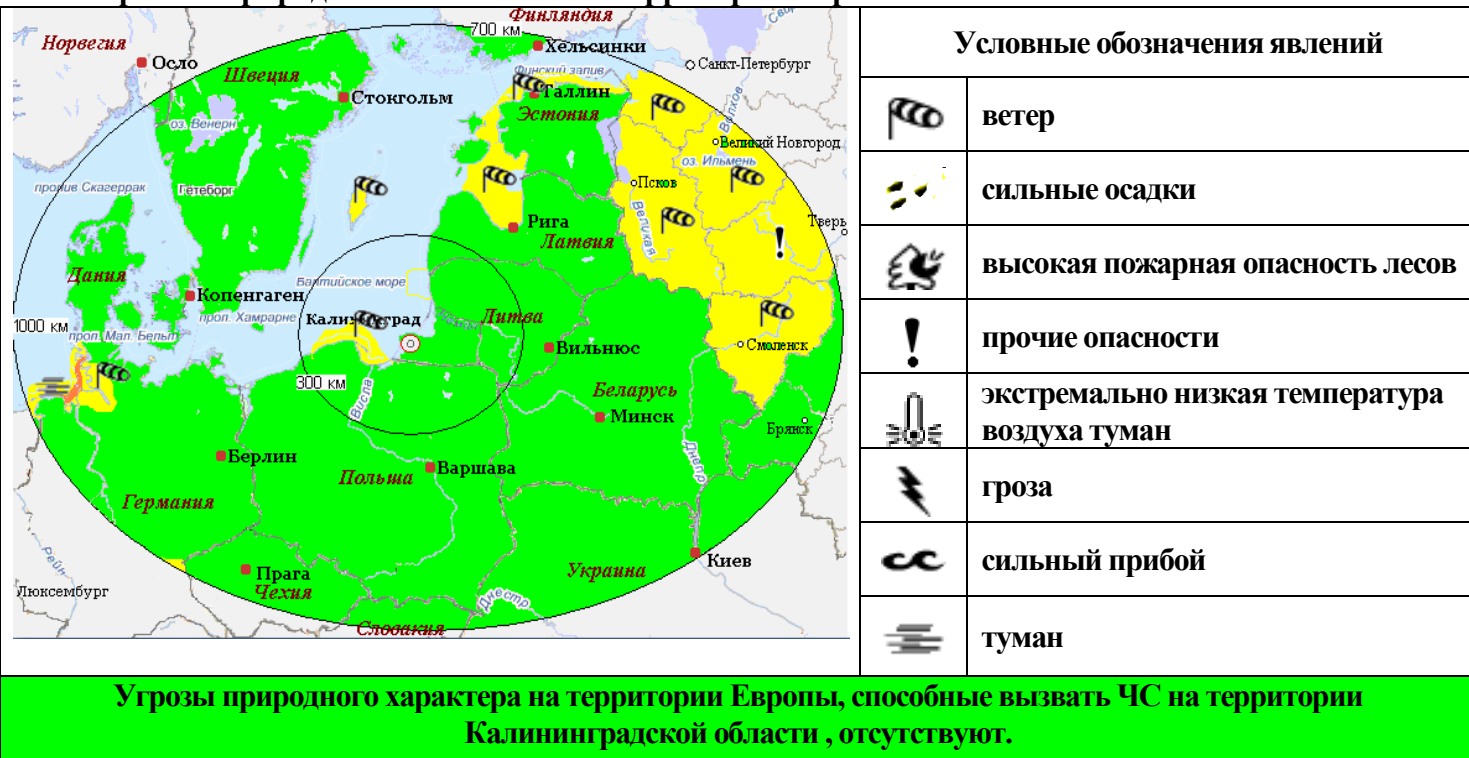 Финляндия
700 км
Норвегия
Хельсинки
Осло
Санкт-Петербург
Швеция
Финский залив
Таллин
Стокгольм
Эстония
Волхов
оз. Венерн
Великий Новгород
оз. Ильмень
пролив Скагеррак
Гётеборг
Псков
Великая
Рига
Тверь
Латвия
Дания
Балтийское море
Копенгаген
прол. Хамрарне
Калининград
Литва
1000 км
прол. Мал. Бельт
Вильнюс
Смоленск
300 км
Висла
Беларусь
Минск
Брянск
Днепр
Берлин
Польша
Варшава
Германия
Рейн
Киев
Прага
Украина
Люксембург
Чехия
Днестр
Словакия
Условные обозначения явлений
ветер
сильные осадки
высокая пожарная опасность лесов
прочие опасности
экстремально низкая температура
воздуха туман
гроза
сильный прибой
туман
Угрозы природного характера на территории Европы, способные вызвать ЧС на территории
Калининградской области , отсутствуют.